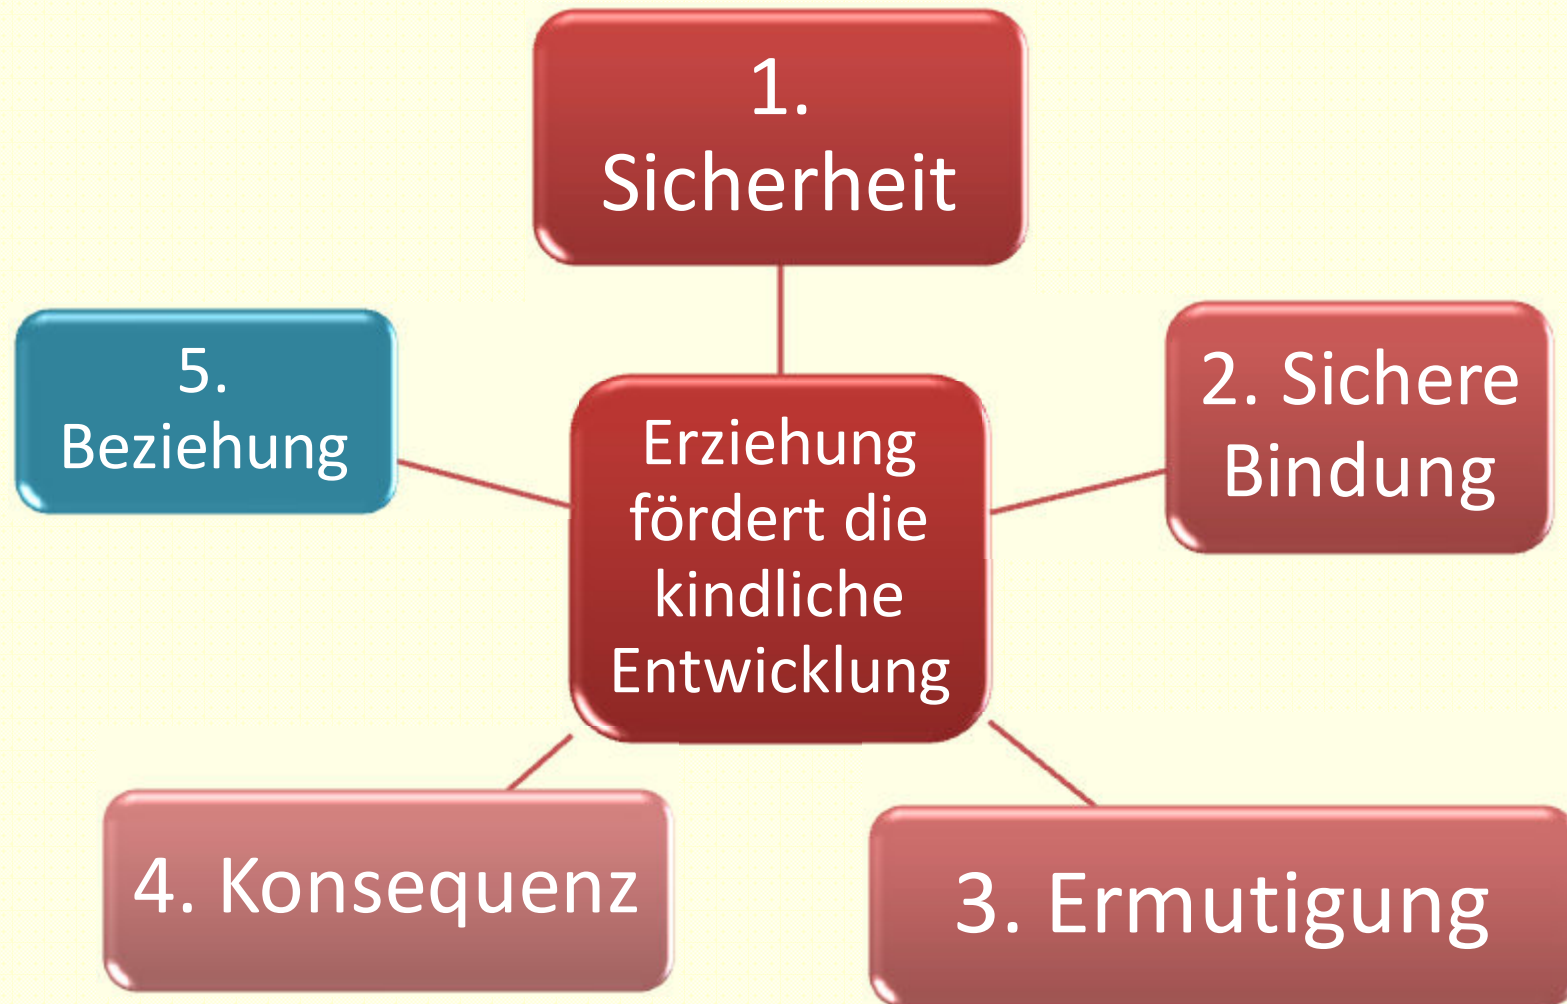 1.
Sicherheit
2. Sichere
Bindung
3. Ermutigung
4. Konsequenz
5.
Beziehung
Erziehung
fördert die
kindliche
Entwicklung